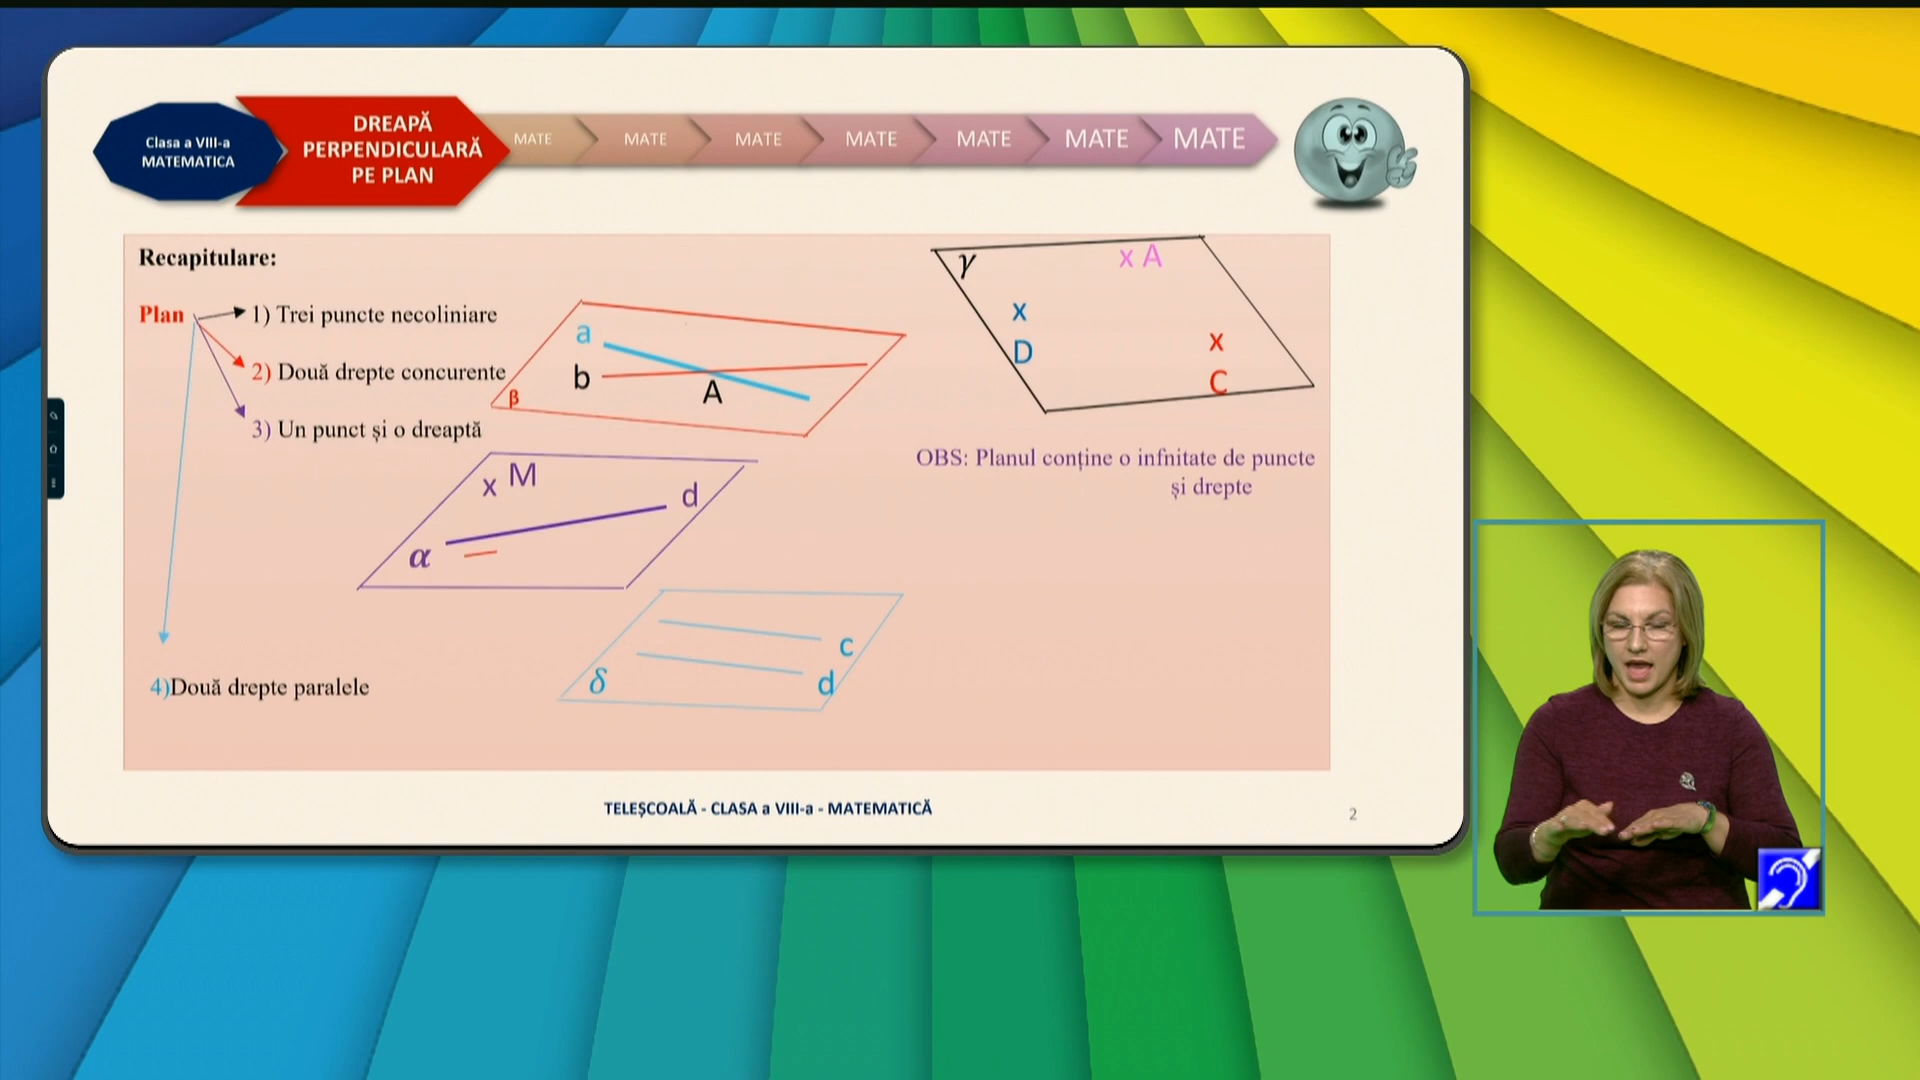 Clasa a VIII-a
MATEMATICA
DREAPĂ
PERPENDICULARĂ
PE PLAN
MATE
MATE
MATE
MATE
MATE
MATE
MATE
Recapitulare:
Plan
1) Trei puncte necoliniare
2) Două drepte concurente
3) Un punct și o dreaptă
4)Două drepte paralele
a
b
A
β
x M
d
α
c
d
δ
γ
x A
x
D
x
C
OBS: Planul conține o infnitate de puncte
și drepte
TELEȘCOALĂ - CLASA a VIII-a - MATEMATICĂ
2